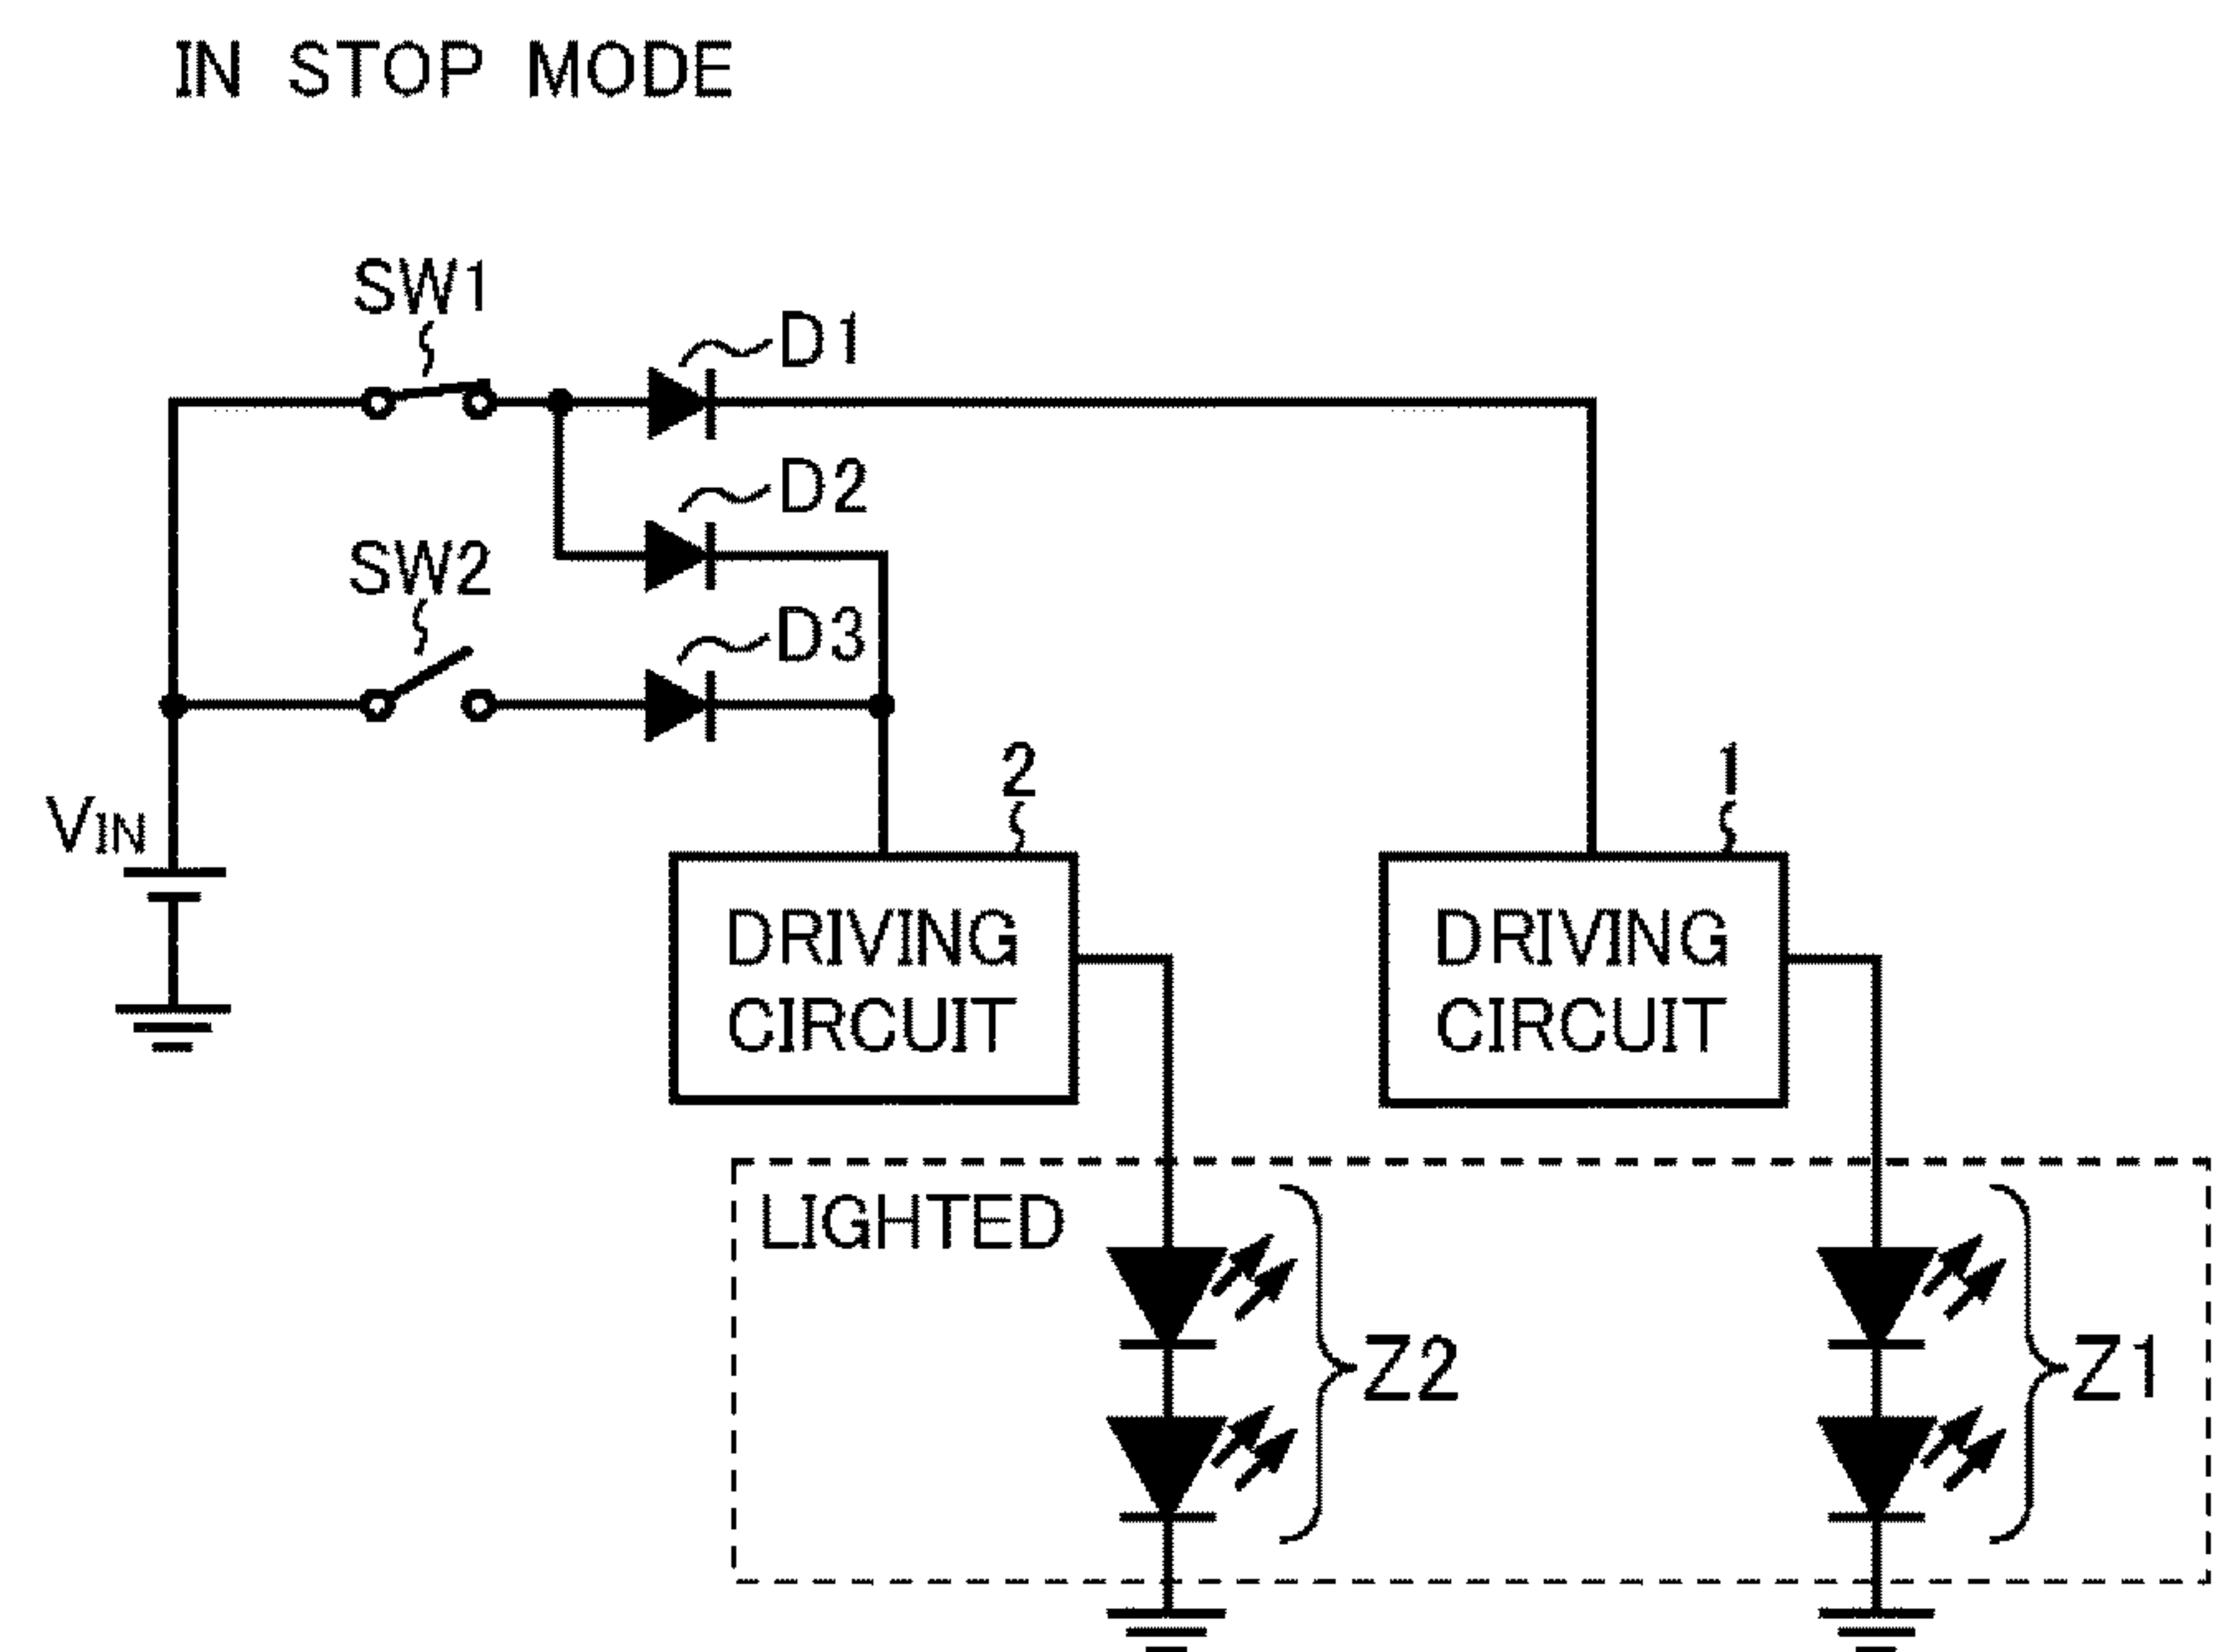 IN STOP MODE
SW1
D1
D2
SW2
D3
2
1
VIN
DRIVING
CIRCUIT
DRIVING
CIRCUIT
LIGHTED
Z2
Z1